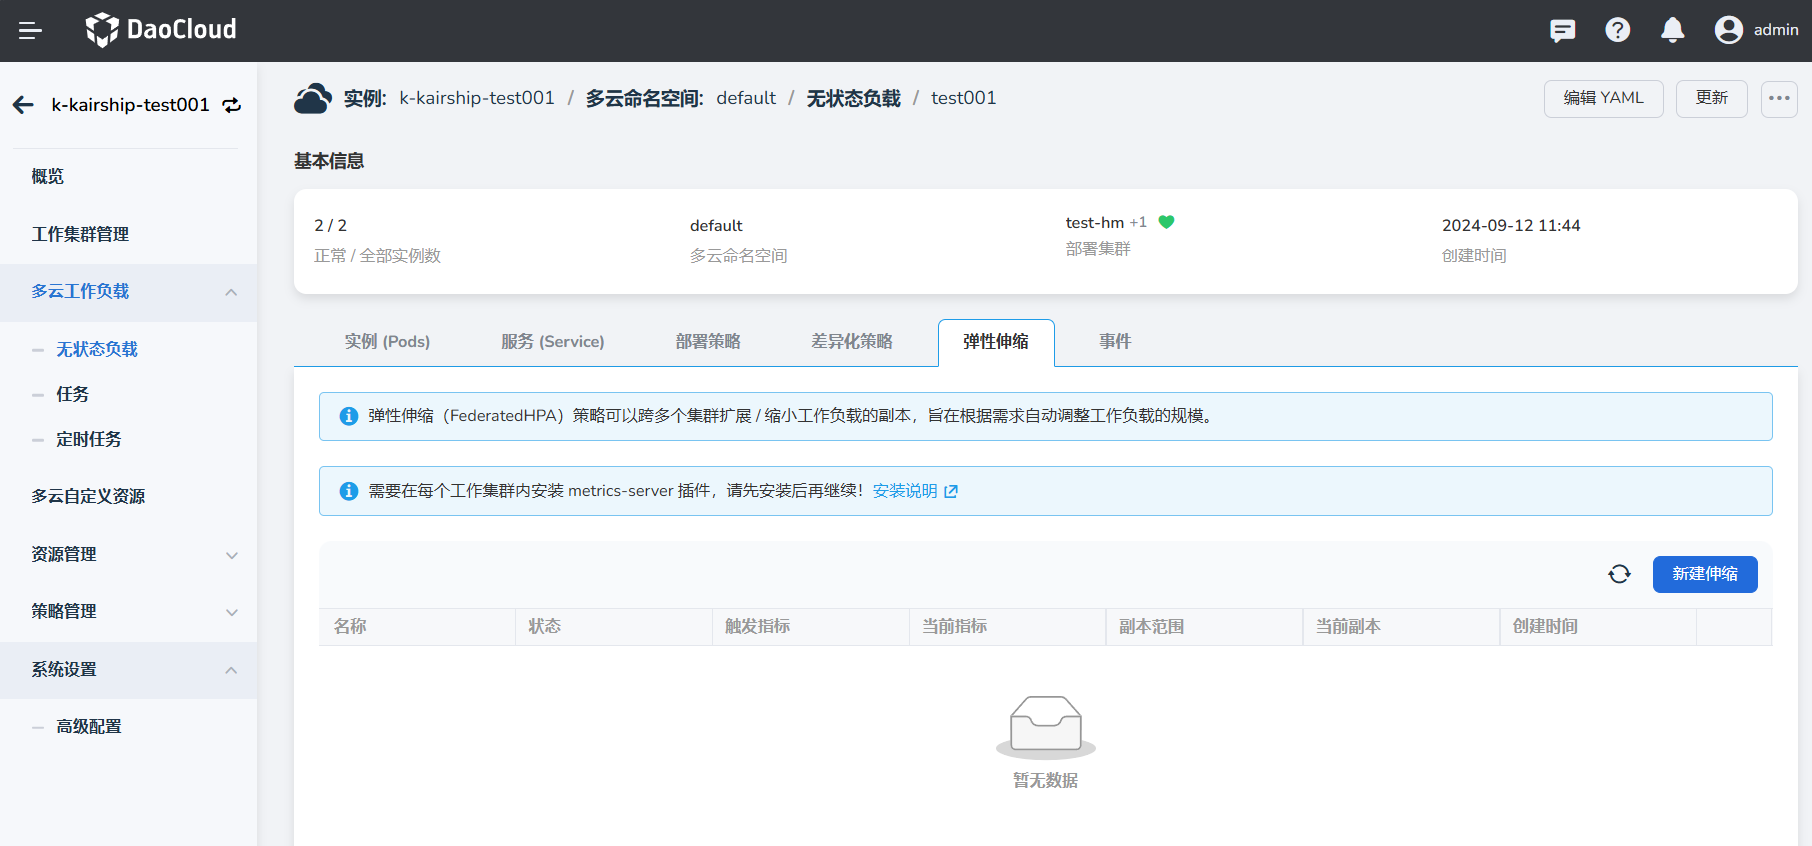 DaoCloud
admin
k-kairship-test001
概览
工作集群管理
多云工作负载
无状态负载
任务
定时任务
多云自定义资源
资源管理
策略管理
系统设置
高级配置
实例: k-kairship-test001 / 多云命名空间: default / 无状态负载 / test001
编辑 YAML
更新
基本信息
2 / 2
正常 / 全部实例数
default
多云命名空间
test-hm +1
部署集群
2024-09-12 11:44
创建时间
实例 (Pods)
服务 (Service)
部署策略
差异化策略
弹性伸缩
事件
弹性伸缩（FederatedHPA）策略可以跨多个集群扩展 / 缩小工作负载的副本，旨在根据需求自动调整工作负载的规模。
需要在每个工作集群内安装 metrics-server 插件，请先安装后再继续！安装说明
新建伸缩
名称
状态
触发指标
当前指标
副本范围
当前副本
创建时间
暂无数据